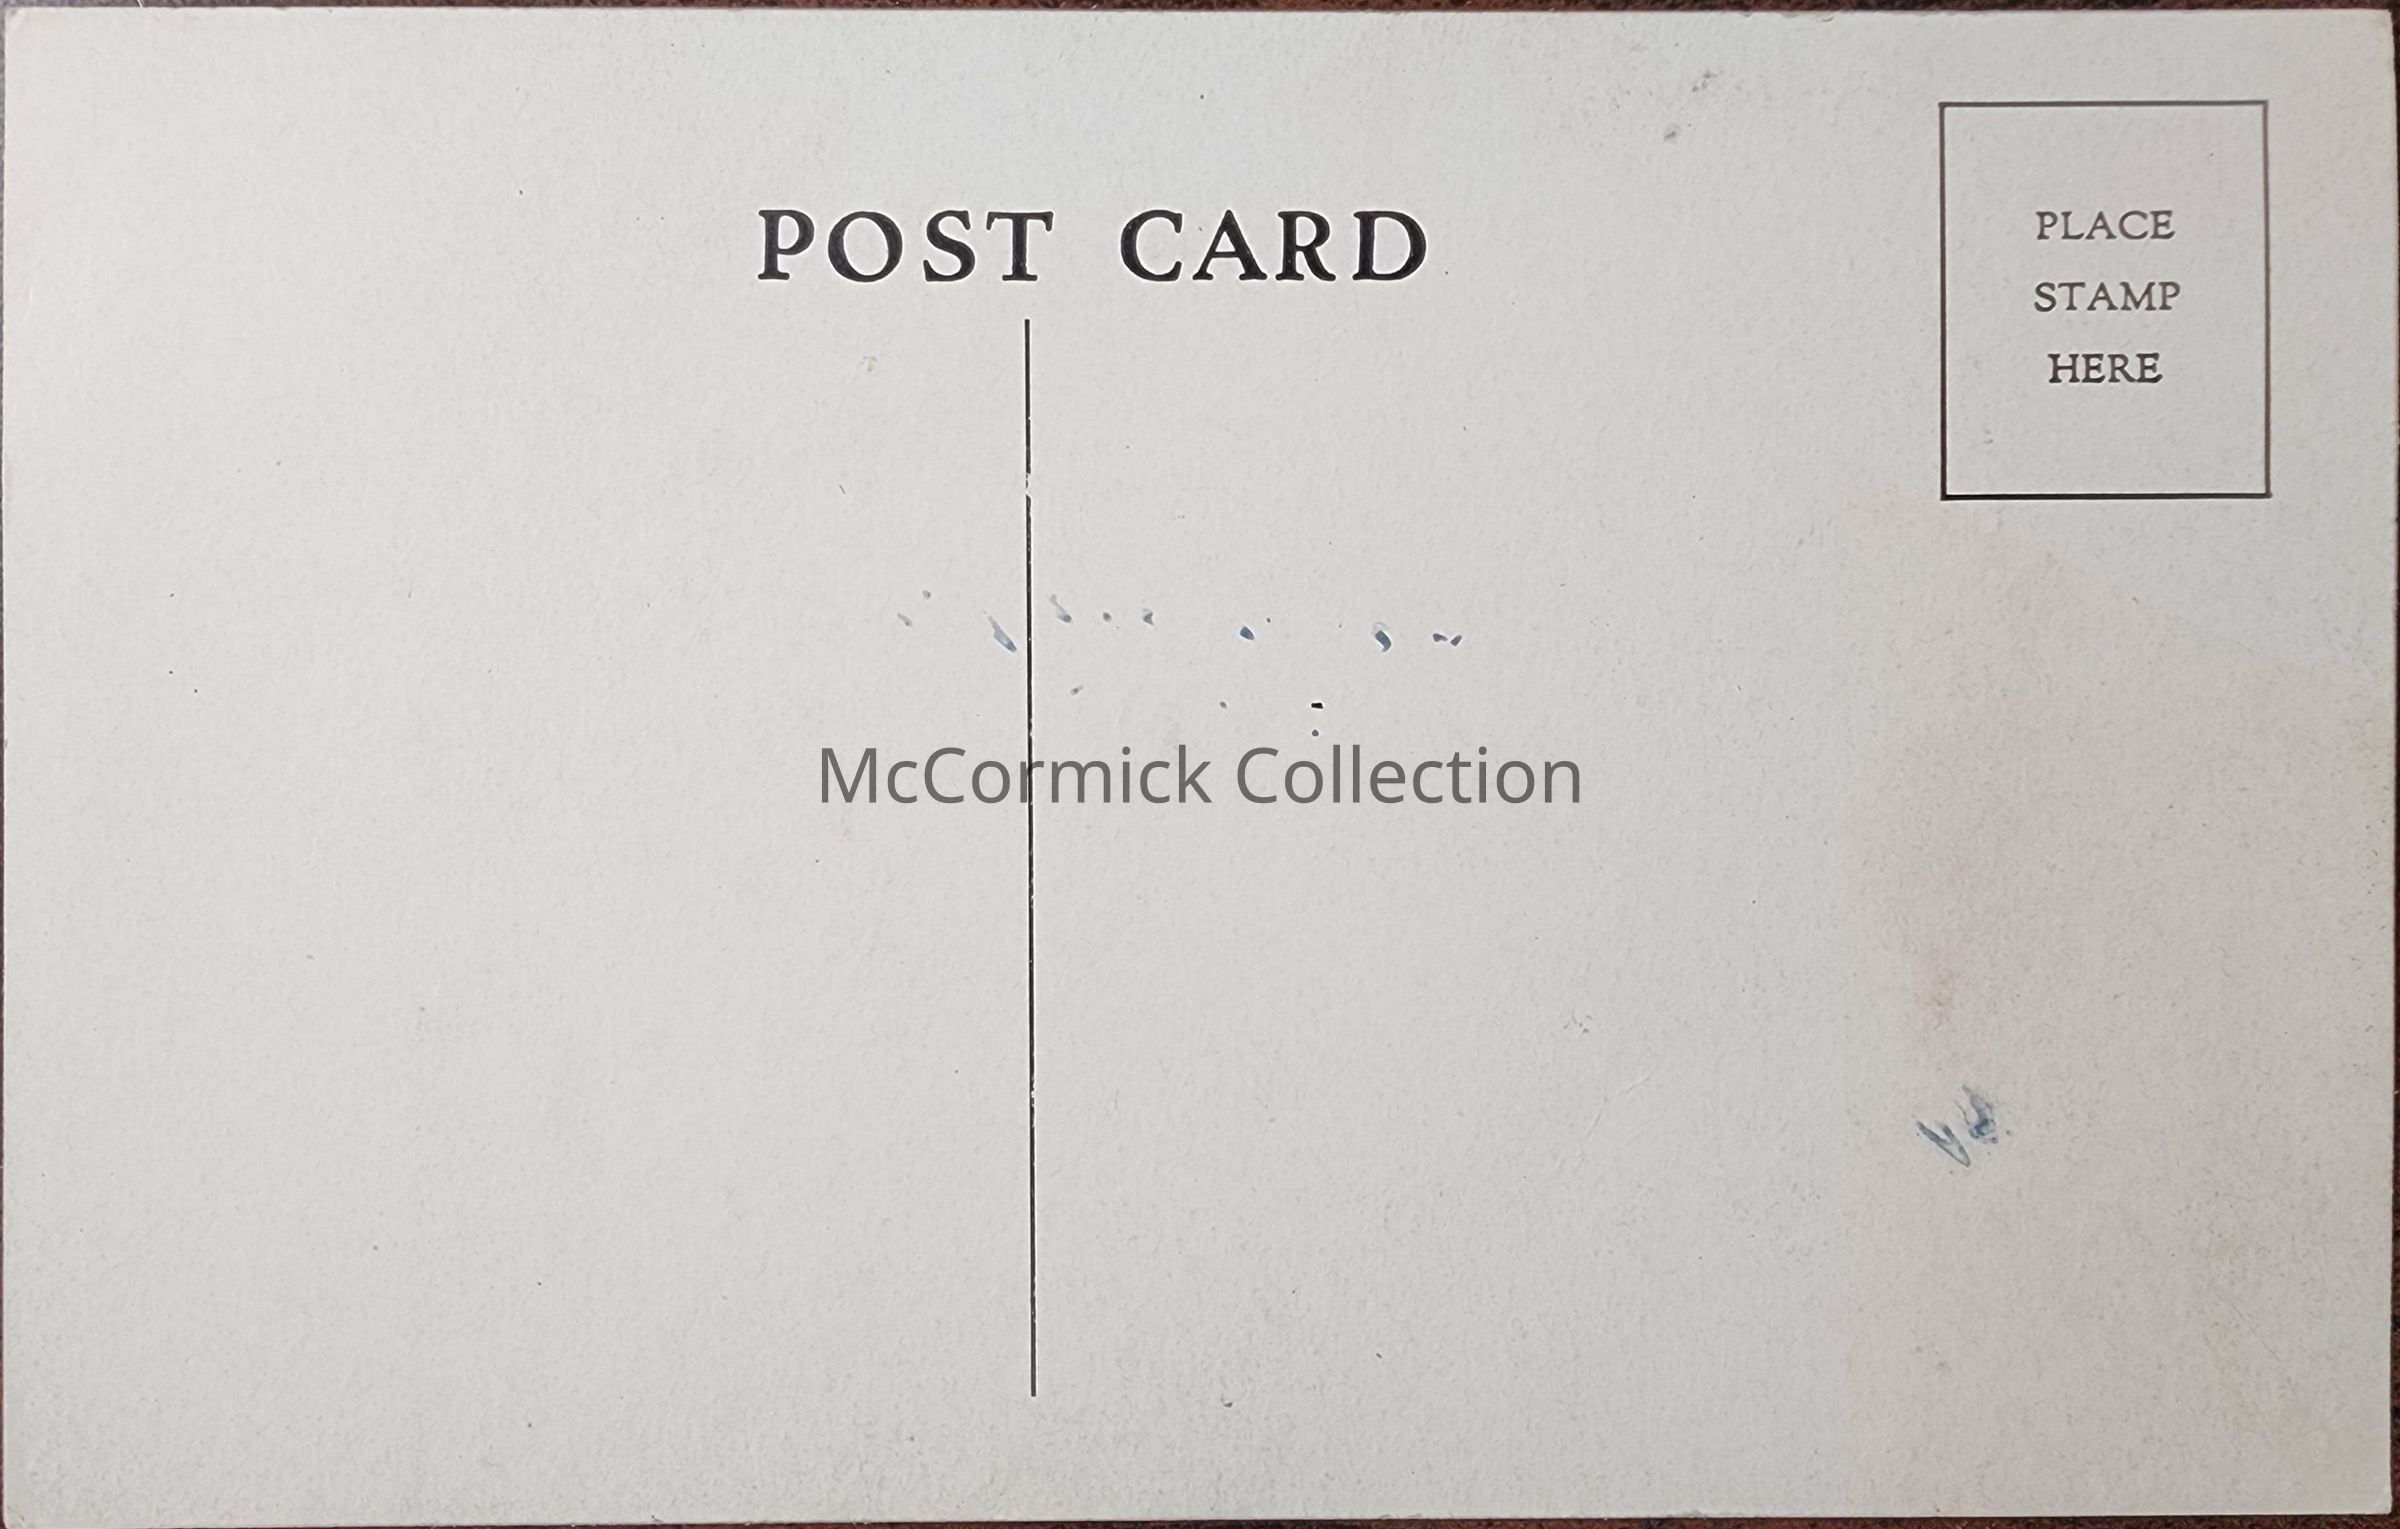 POST CARD
PLACE
STAMP
HERE
McCormick Collection